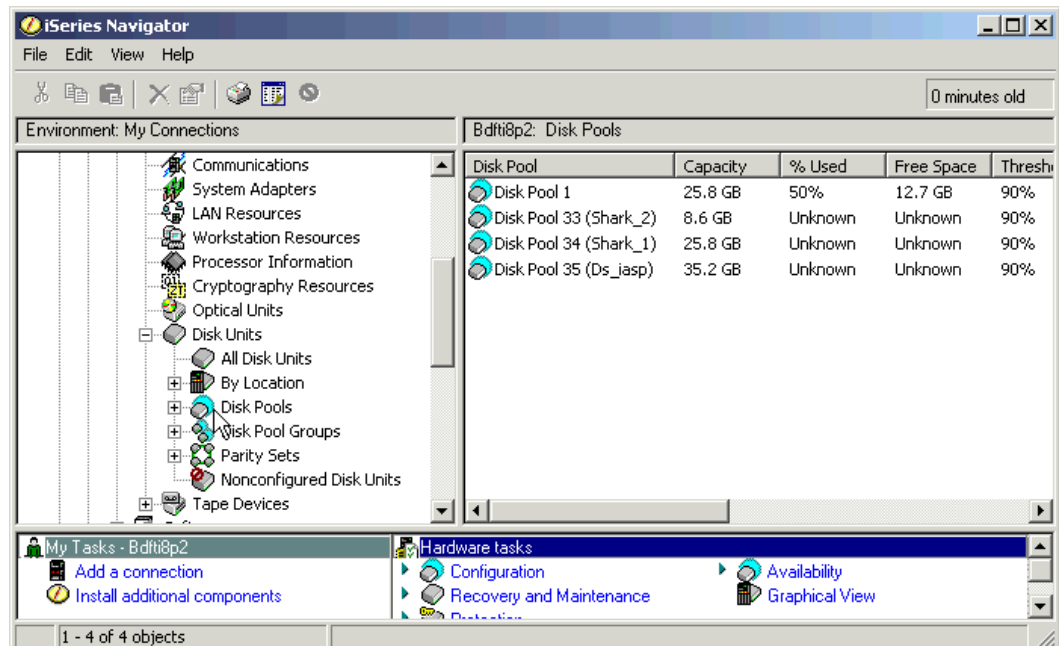 iSeries Navigator
File Edit View Help
0 minutes old
Environment: My Connections
Bdfti8p2: Disk Pools
Communications
System Adapters
LAN Resources
Workstation Resources
Processor Information
Cryptography Resources
Optical Units
Disk Units
All Disk Units
By Location
Disk Pools
Disk Pool Groups
Parity Sets
Nonconfigured Disk Units
Tape Devices
Disk Pool Capacity % Used Free Space Thresh
Disk Pool 1 25.8 GB 50% 12.7 GB 90%
Disk Pool 33 (Shark_2) 8.6 GB Unknown Unknown 90%
Disk Pool 34 (Shark_1) 25.8 GB Unknown Unknown 90%
Disk Pool 35 (Ds_iasp) 35.2 GB Unknown Unknown 90%
My Tasks - Bdfti8p2
Add a connection
Install additional components
Hardware tasks
Configuration Availability
Recovery and Maintenance Graphical View
1 - 4 of 4 objects